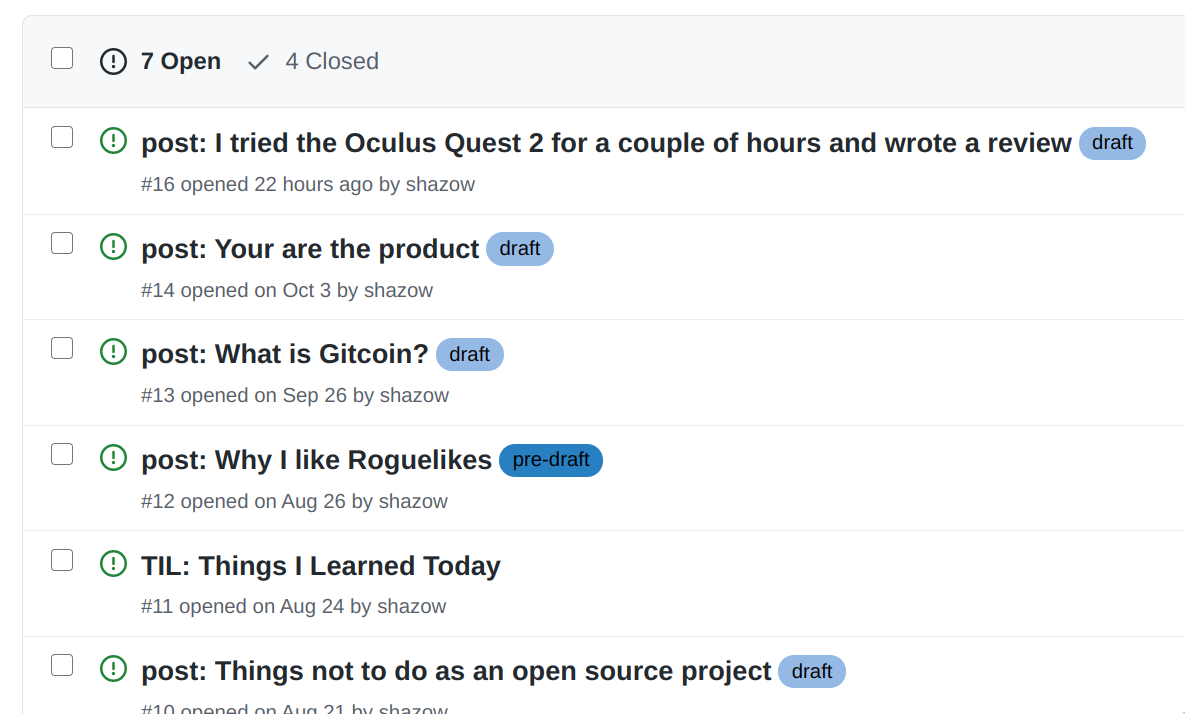 7 Open 4 Closed
post: I tried the Oculus Quest 2 for a couple of hours and wrote a review draft
#16 opened 22 hours ago by shazow
post: Your are the product draft
#14 opened on Oct 3 by shazow
post: What is Gitcoin? draft
#13 opened on Sep 26 by shazow
post: Why I like Roguelikes pre-draft
#12 opened on Aug 26 by shazow
TIL: Things I Learned Today
#11 opened on Aug 24 by shazow
post: Things not to do as an open source project draft
#10 opened on Aug 21 by shazow